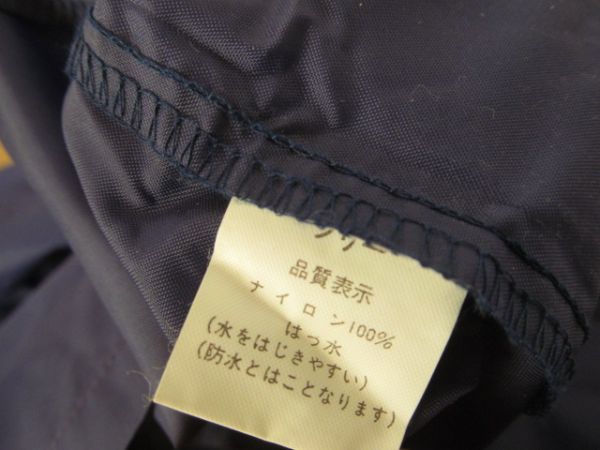 品質表示
ナイロン100%
はっ水
(水をはじきやすい)
(防水とはことなります)